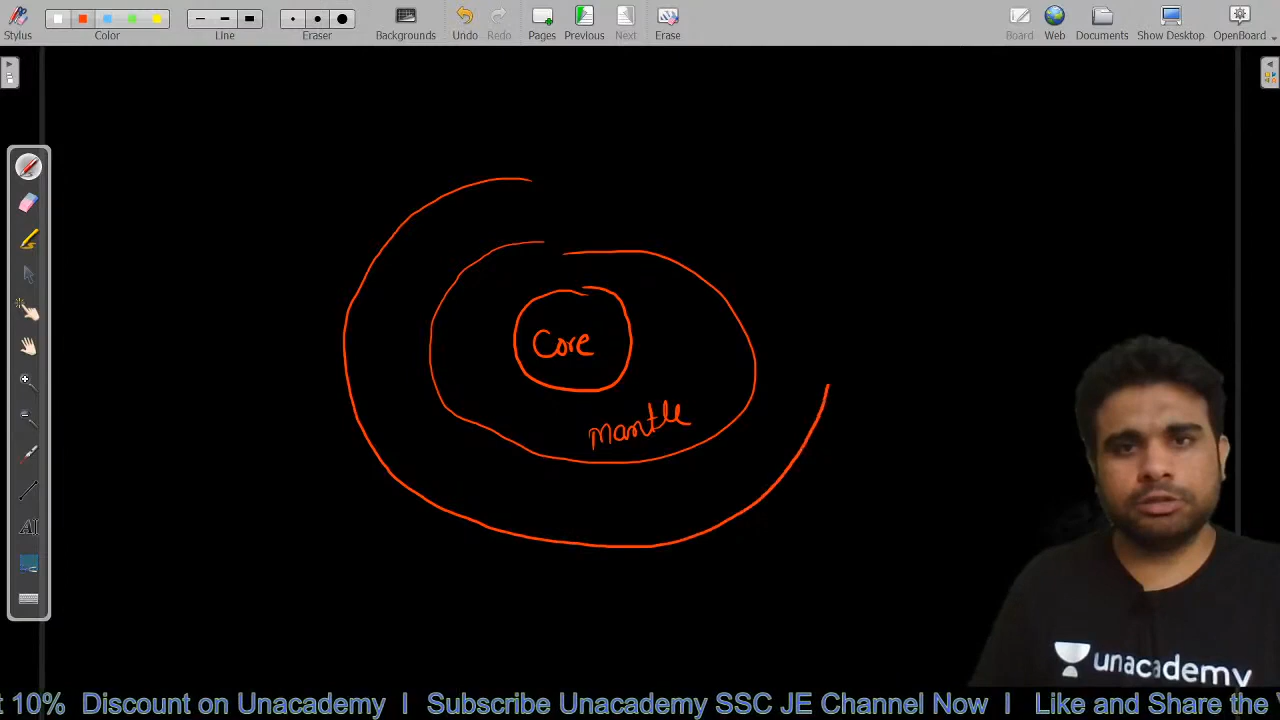 Stylus
Color
Line
Eraser
Backgrounds
Undo
Redo
Pages
Previous
Next
Erase
Board
Web
Documents
Show Desktop
OpenBoard
Core
mantle
unacademy
10% Discount on Unacademy I Subscribe Unacademy SSC JE Channel Now I Like and Share the